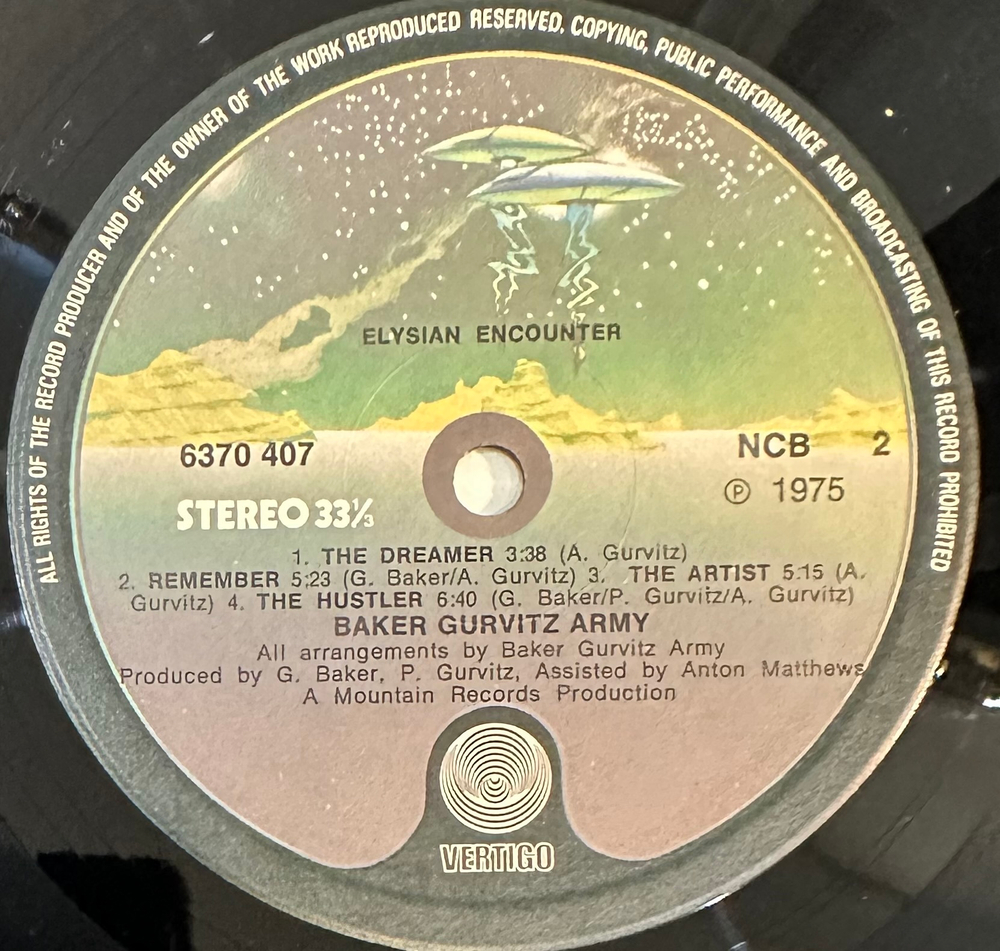 ALL RIGHTS OF THE RECORD PRODUCER AND OF THE OWNER OF THE WORK REPRODUCED RESERVED. COPYING, PUBLIC PERFORMANCE AND BROADCASTING OF THIS RECORD PROHIBITED
ELYSIAN ENCOUNTER
6370 407
NCB 2
STEREO 33⅓
℗ 1975
1. THE DREAMER 3:38 (A. Gurvitz)
2. REMEMBER 5:23 (G. Baker/A. Gurvitz) 3. THE ARTIST 5:15 (A.
Gurvitz) 4. THE HUSTLER 6:40 (G. Baker/P. Gurvitz/A. Gurvitz)
BAKER GURVITZ ARMY
All arrangements by Baker Gurvitz Army
Produced by G. Baker, P. Gurvitz, Assisted by Anton Matthews
A Mountain Records Production
VERTIGO